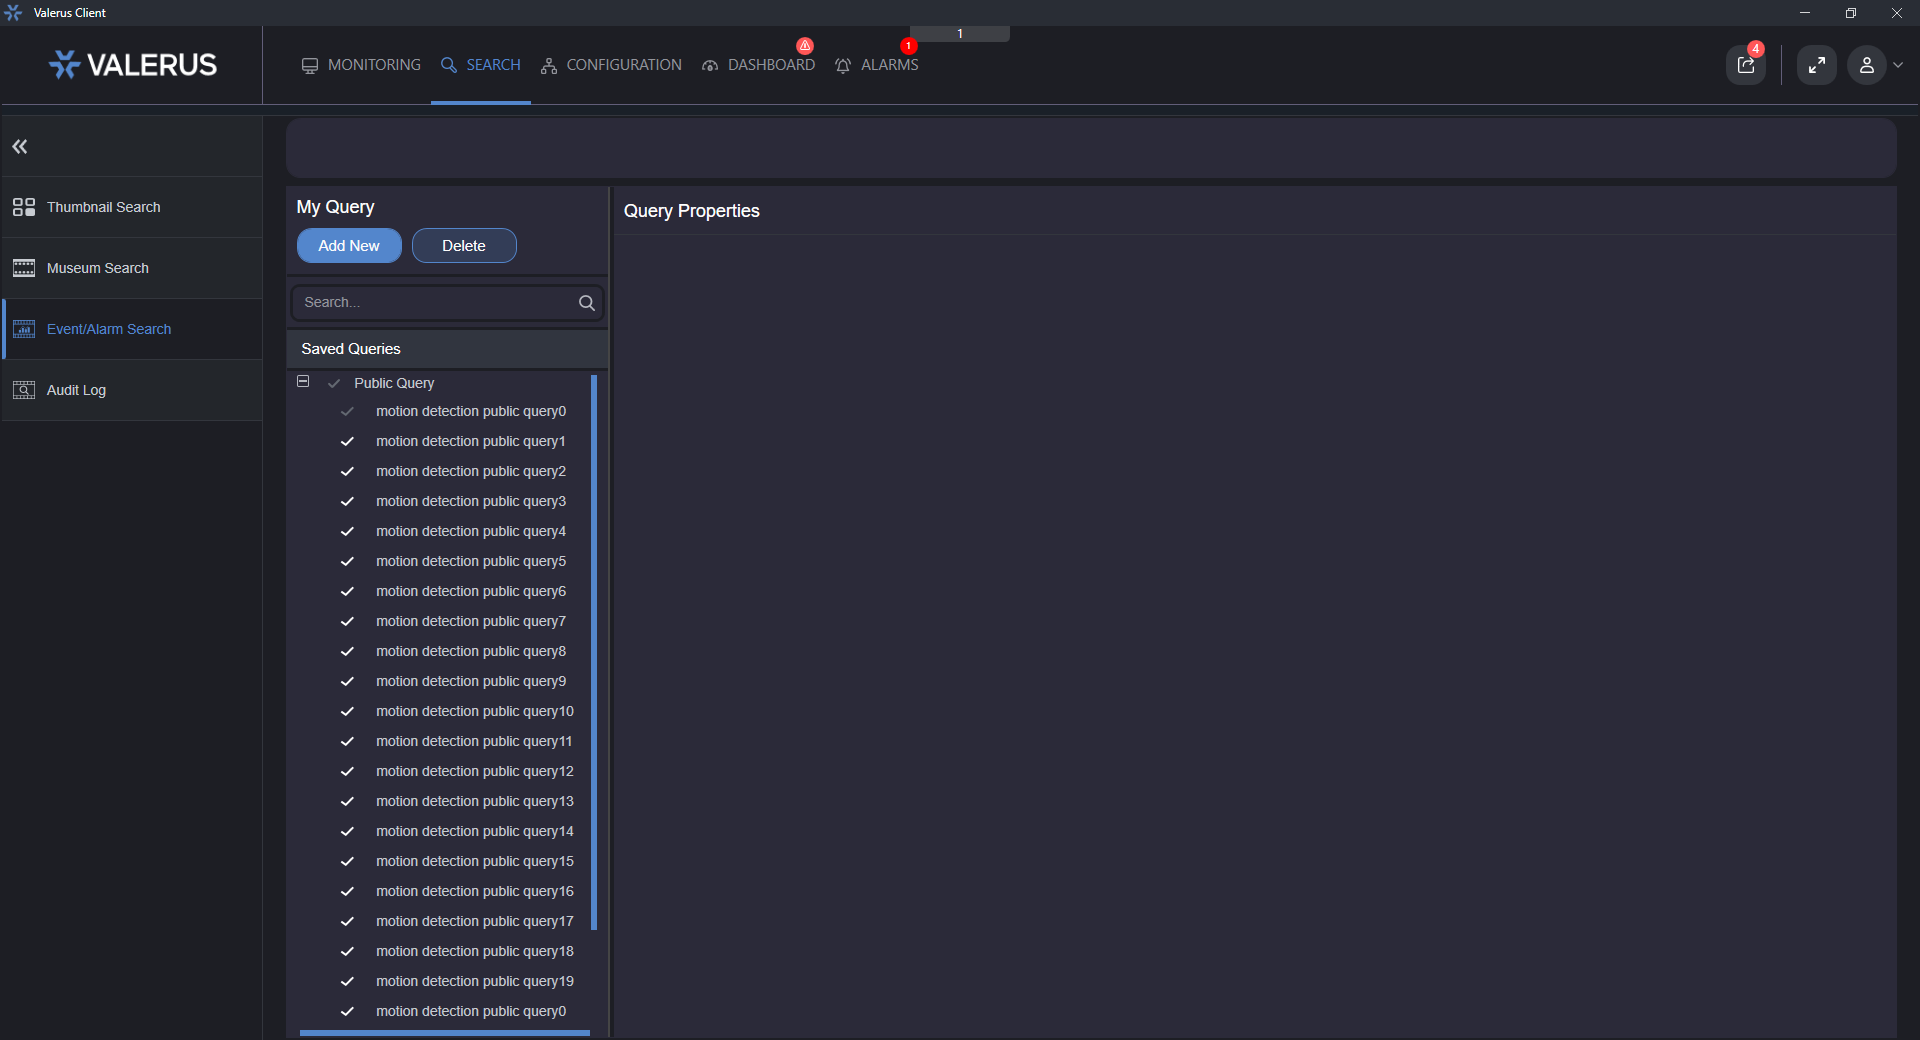 Valerus Client
1
VALERUS
MONITORING
SEARCH
CONFIGURATION
DASHBOARD
1
ALARMS
4
Thumbnail Search
Museum Search
Event/Alarm Search
Audit Log
My Query
Add New
Delete
Search...
Saved Queries
Public Query
motion detection public query0
motion detection public query1
motion detection public query2
motion detection public query3
motion detection public query4
motion detection public query5
motion detection public query6
motion detection public query7
motion detection public query8
motion detection public query9
motion detection public query10
motion detection public query11
motion detection public query12
motion detection public query13
motion detection public query14
motion detection public query15
motion detection public query16
motion detection public query17
motion detection public query18
motion detection public query19
motion detection public query0
Query Properties